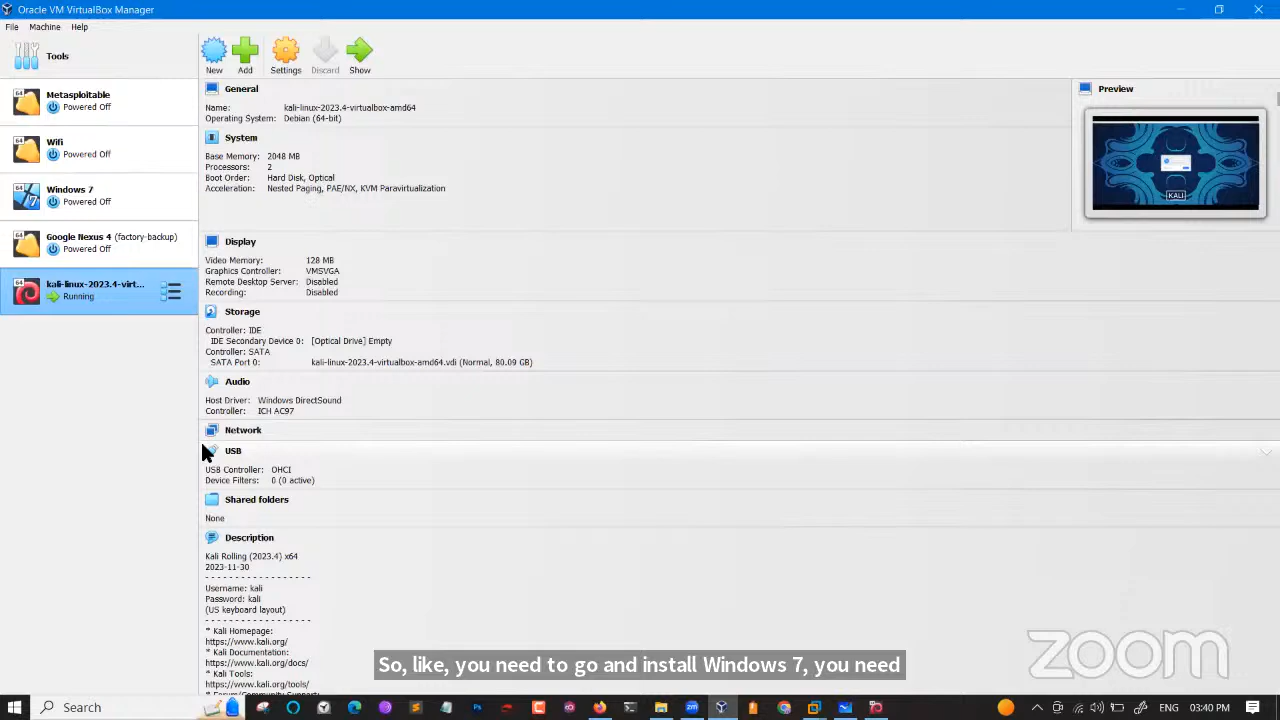 Oracle VM VirtualBox Manager
File Machine Help
Tools
New Add Settings Discard Show
64
Metasploitable
Powered Off
64
Wifi
Powered Off
64
Windows 7
Powered Off
64
Google Nexus 4 (factory-backup)
Powered Off
64
kali-linux-2023.4-virt...
Running
General
Name: kali-linux-2023.4-virtualbox-amd64
Operating System: Debian (64-bit)
System
Base Memory: 2048 MB
Processors: 2
Boot Order: Hard Disk, Optical
Acceleration: Nested Paging, PAE/NX, KVM Paravirtualization
Preview
KALI
Display
Video Memory: 128 MB
Graphics Controller: VMSVGA
Remote Desktop Server: Disabled
Recording: Disabled
Storage
Controller: IDE
IDE Secondary Device 0: [Optical Drive] Empty
Controller: SATA
SATA Port 0: kali-linux-2023.4-virtualbox-amd64.vdi (Normal, 80.09 GB)
Audio
Host Driver: Windows DirectSound
Controller: ICH AC97
Network
USB
USB Controller: OHCI
Device Filters: 0 (0 active)
Shared folders
None
Description
Kali Rolling (2023.4) x64
2023-11-30
- - - - - - - - - - - - - - - - - -
Username: kali
Password: kali
(US keyboard layout)
- - - - - - - - - - - - - - - - - -
* Kali Homepage:
https://www.kali.org/
* Kali Documentation:
https://www.kali.org/docs/
* Kali Tools:
https://www.kali.org/tools/
* Forum/Community Support:
So, like, you need to go and install Windows 7, you need
zoom
Search
ENG 03:40 PM